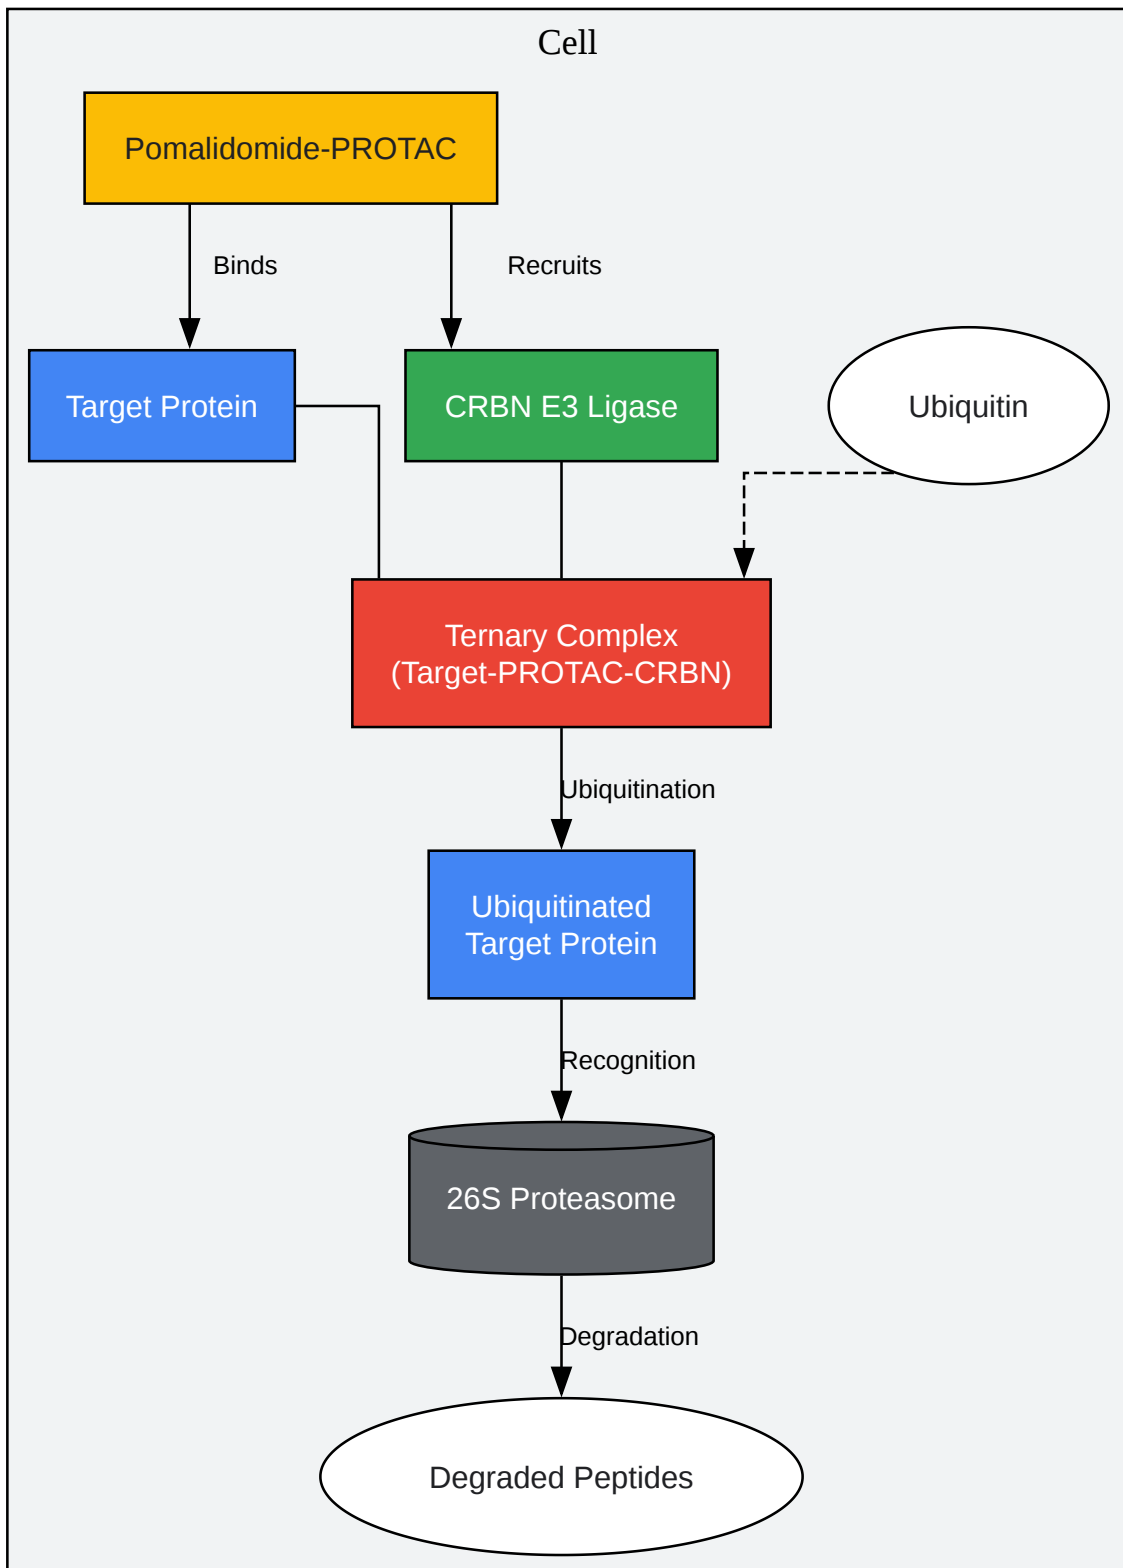 Cell
Pomalidomide-PROTAC
Binds
Recruits
Target Protein
CRBN E3 Ligase
Ubiquitin
Ternary Complex
(Target-PROTAC-CRBN)
Ubiquitination
Ubiquitinated
Target Protein
Recognition
26S Proteasome
Degradation
Degraded Peptides